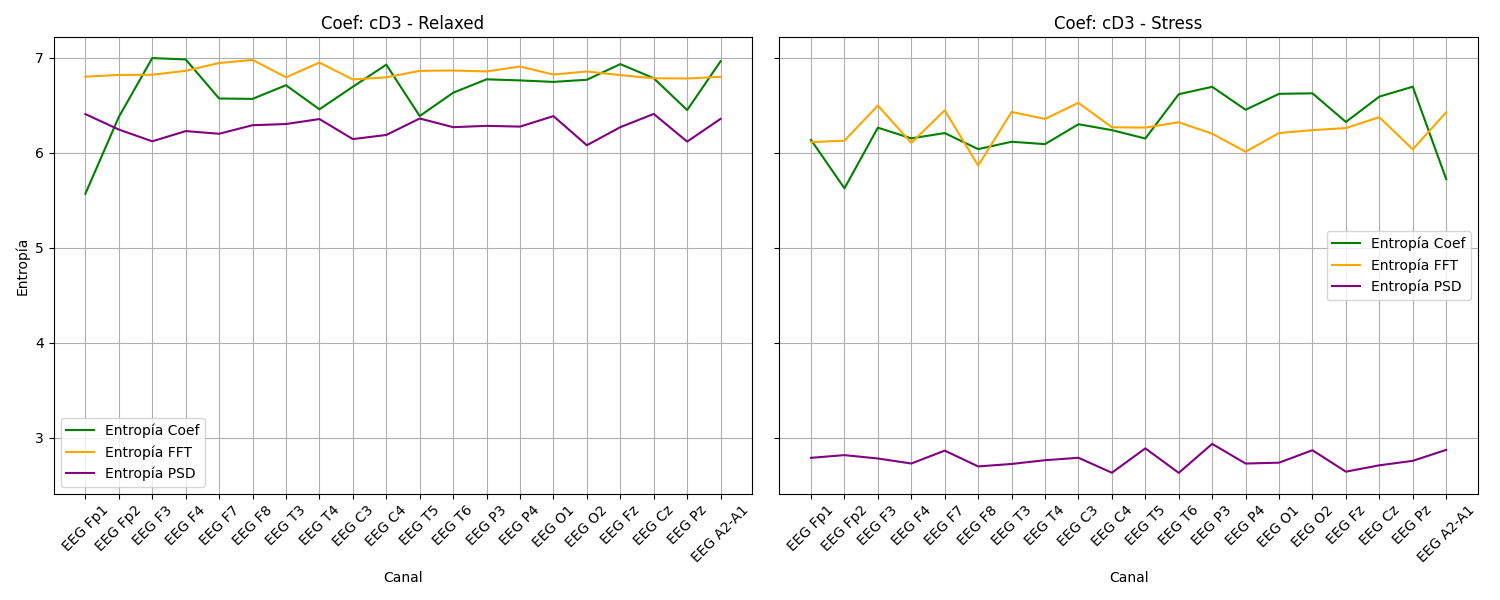 Coef: cD3 - Relaxed
Entropía
7
6
5
4
3
Entropía Coef
Entropía FFT
Entropía PSD
EEG Fp1
EEG Fp2
EEG F3
EEG F4
EEG F7
EEG F8
EEG T3
EEG T4
EEG C3
EEG C4
EEG T5
EEG T6
EEG P3
EEG P4
EEG O1
EEG O2
EEG Fz
EEG Cz
EEG Pz
EEG A2-A1
Canal
Coef: cD3 - Stress
Entropía Coef
Entropía FFT
Entropía PSD
EEG Fp1
EEG Fp2
EEG F3
EEG F4
EEG F7
EEG F8
EEG T3
EEG T4
EEG C3
EEG C4
EEG T5
EEG T6
EEG P3
EEG P4
EEG O1
EEG O2
EEG Fz
EEG Cz
EEG Pz
EEG A2-A1
Canal